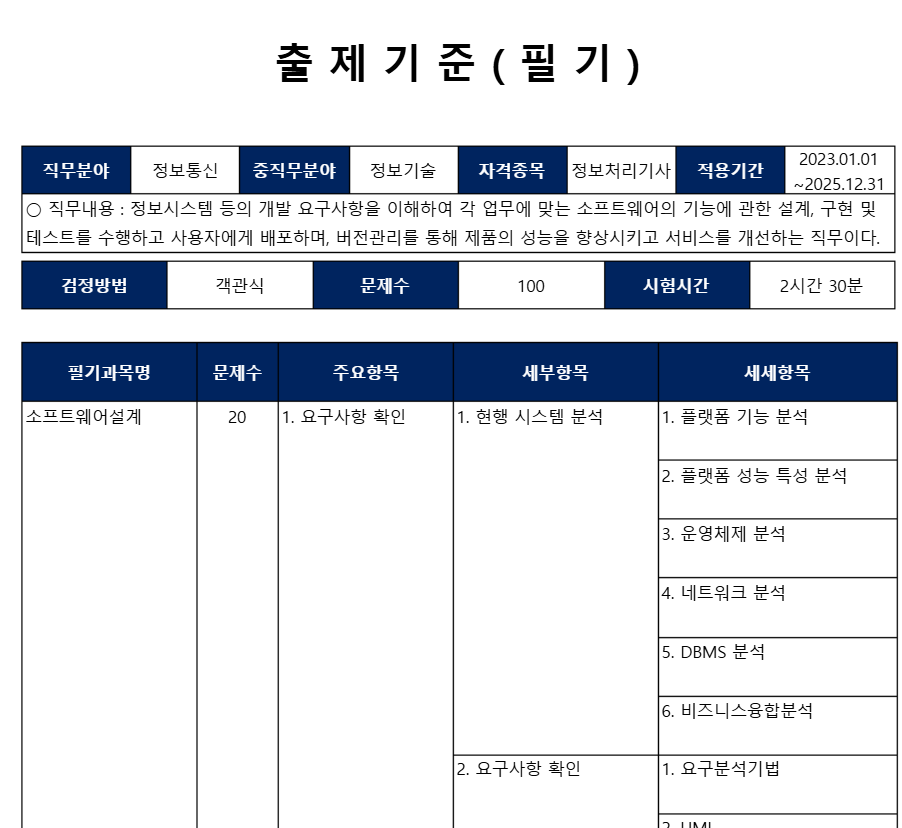 출 제 기 준 ( 필 기 )
직무분야 정보통신 중직무분야 정보기술 자격종목 정보처리기사 적용기간 2023.01.01 ~2025.12.31
○ 직무내용 : 정보시스템 등의 개발 요구사항을 이해하여 각 업무에 맞는 소프트웨어의 기능에 관한 설계, 구현 및
테스트를 수행하고 사용자에게 배포하며, 버전관리를 통해 제품의 성능을 향상시키고 서비스를 개선하는 직무이다.
검정방법 객관식 문제수 100 시험시간 2시간 30분
필기과목명 문제수 주요항목 세부항목 세세항목
소프트웨어설계 20 1. 요구사항 확인 1. 현행 시스템 분석 1. 플랫폼 기능 분석
2. 플랫폼 성능 특성 분석
3. 운영체제 분석
4. 네트워크 분석
5. DBMS 분석
6. 비즈니스융합분석
2. 요구사항 확인 1. 요구분석기법
2. UML